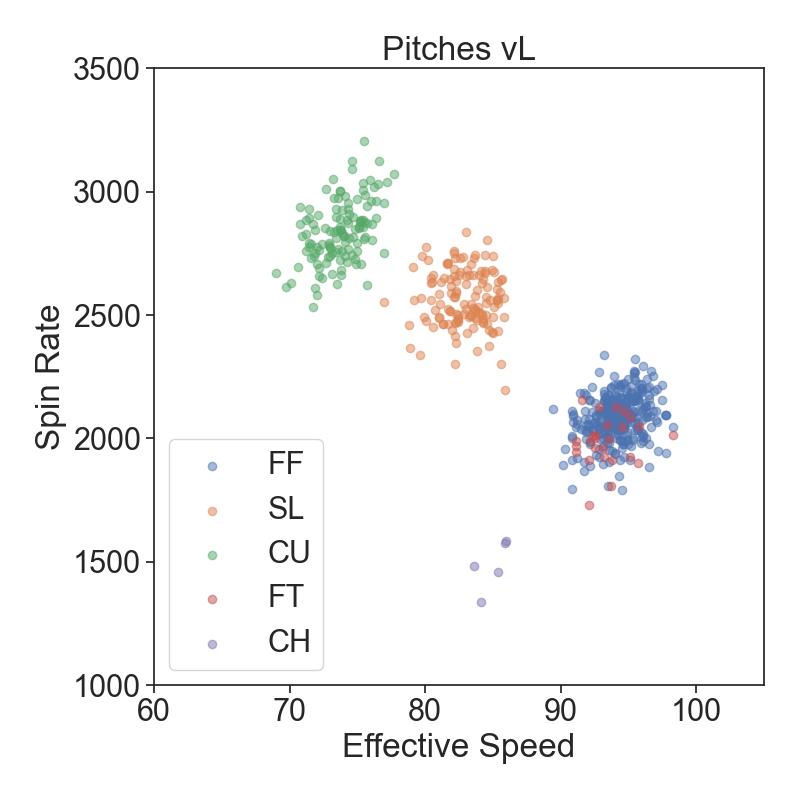 Pitches vL
3500
3000
2500
2000
1500
1000
Spin Rate
FF
SL
CU
FT
CH
60 70 80 90 100
Effective Speed